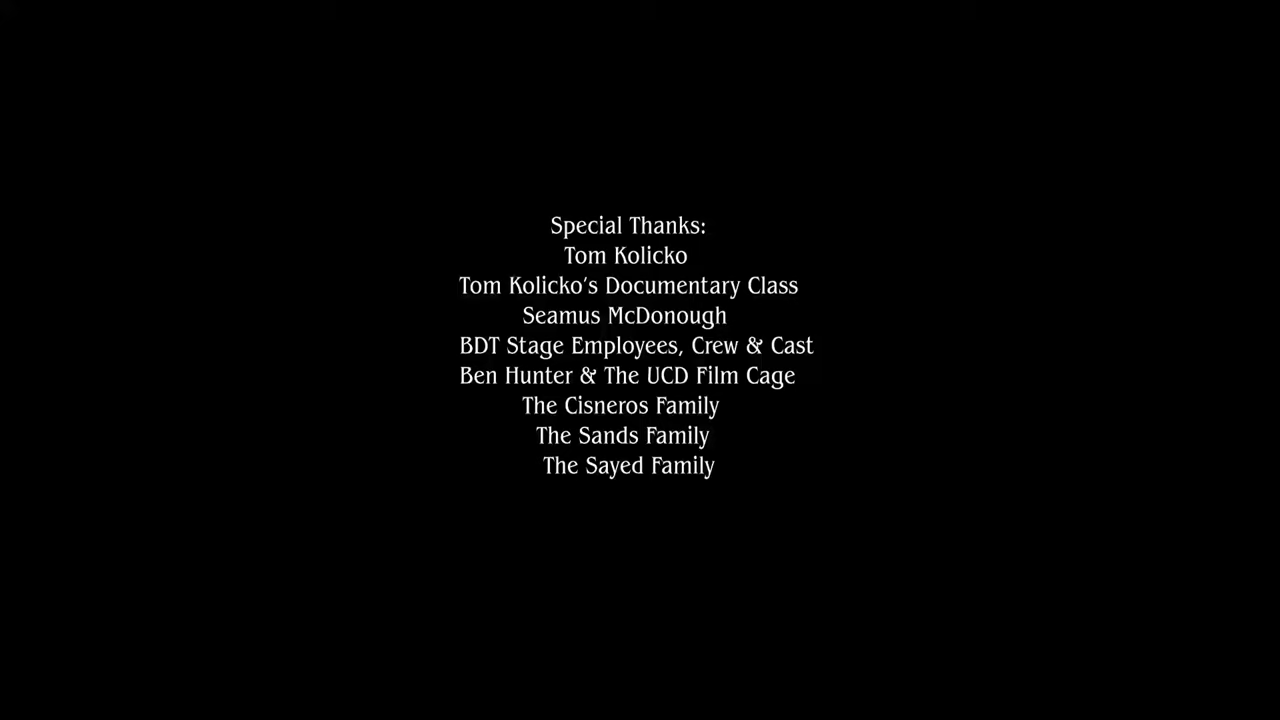 Special Thanks:
Tom Kolicko
Tom Kolicko's Documentary Class
Seamus McDonough
BDT Stage Employees, Crew & Cast
Ben Hunter & The UCD Film Cage
The Cisneros Family
The Sands Family
The Sayed Family